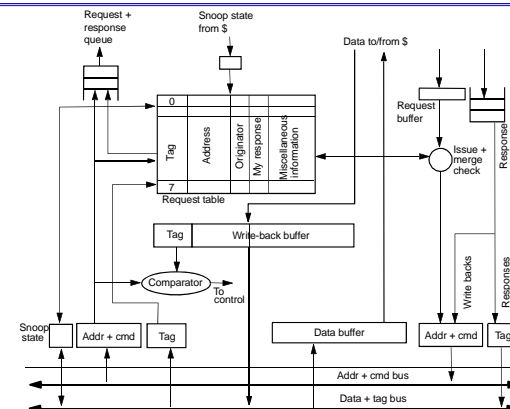 Request +
response
queue
Snoop state
from $
Data to/from $
Request
buffer
Response
Issue +
merge
check
0
Tag
Address
Originator
My response
Miscellaneous
information
7
Request table
Tag
Write-back buffer
Comparator
To
control
Write backs
Responses
Snoop
state
Addr + cmd
Tag
Data buffer
Addr + cmd
Tag
Addr + cmd bus
Data + tag bus